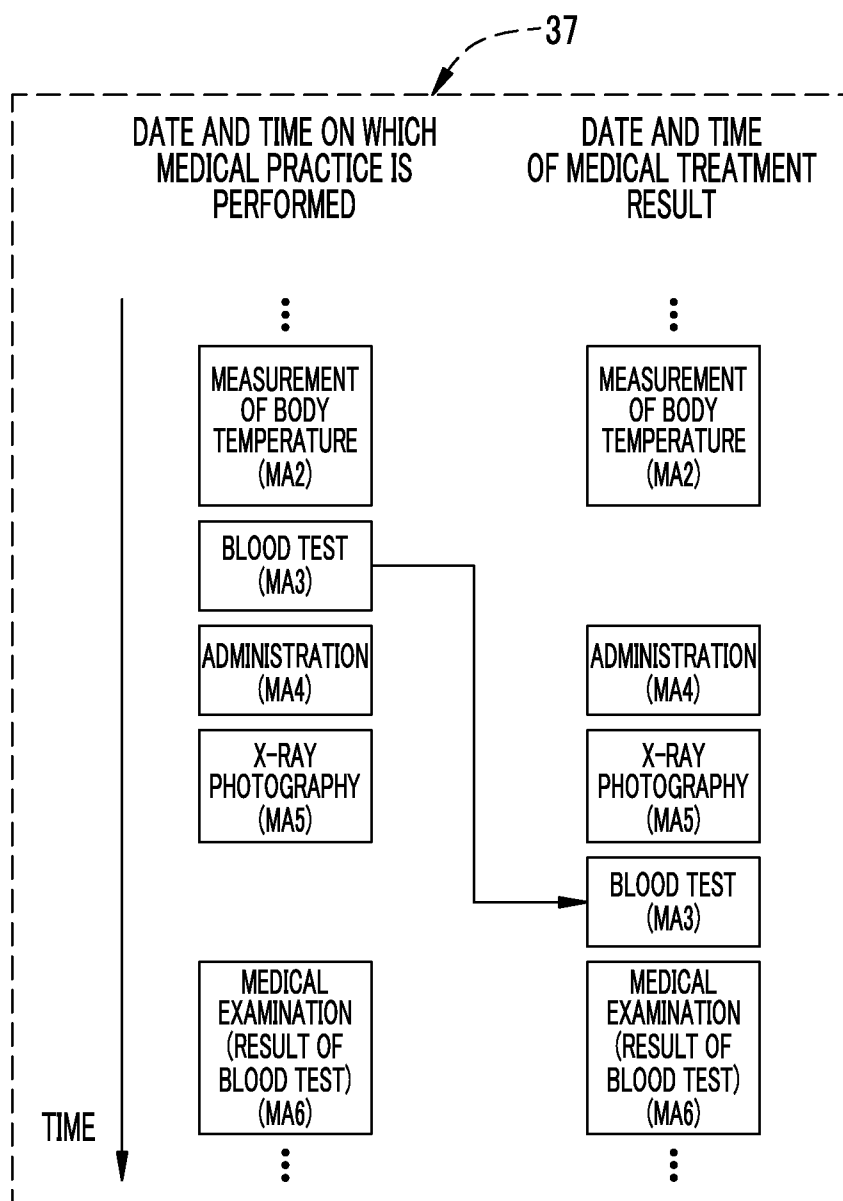 37
DATE AND TIME ON WHICH
MEDICAL PRACTICE IS
PERFORMED
DATE AND TIME
OF MEDICAL TREATMENT
RESULT
MEASUREMENT
OF BODY
TEMPERATURE
(MA2)
MEASUREMENT
OF BODY
TEMPERATURE
(MA2)
BLOOD TEST
(MA3)
ADMINISTRATION
(MA4)
ADMINISTRATION
(MA4)
X-RAY
PHOTOGRAPHY
(MA5)
X-RAY
PHOTOGRAPHY
(MA5)
BLOOD TEST
(MA3)
MEDICAL
EXAMINATION
(RESULT OF
BLOOD TEST)
(MA6)
MEDICAL
EXAMINATION
(RESULT OF
BLOOD TEST)
(MA6)
TIME